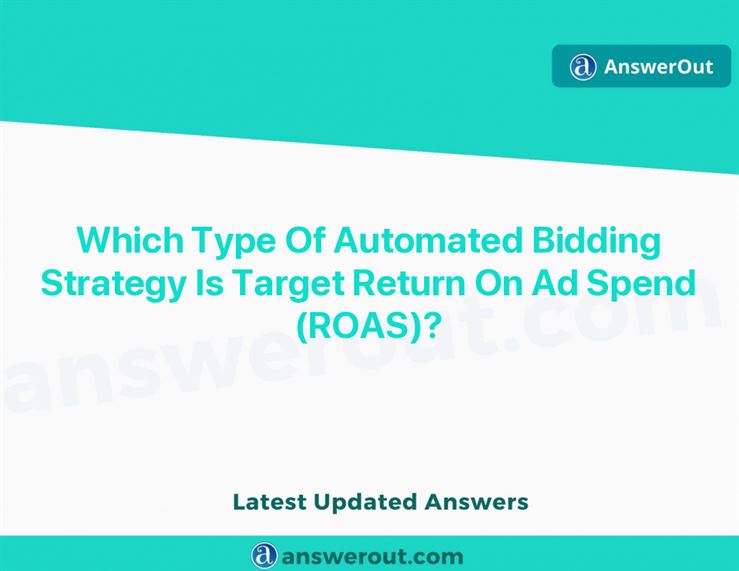 AnswerOut
Which Type Of Automated Bidding
Strategy Is Target Return On Ad Spend
(ROAS)?
answerout.com
Latest Updated Answers
answerout.com